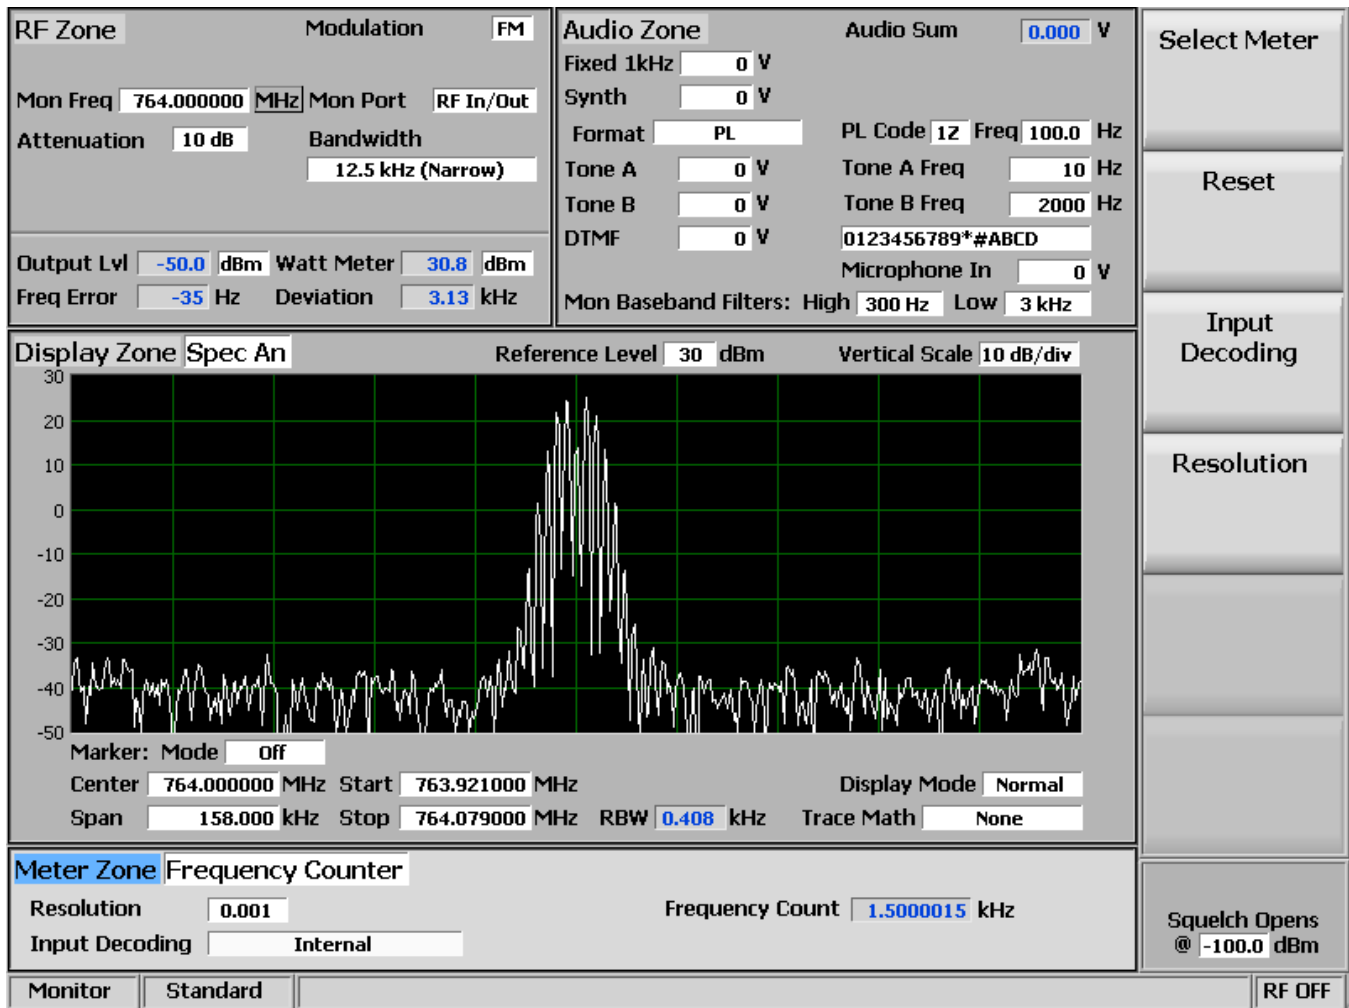 RF Zone Modulation FM
Mon Freq 764.000000 MHz Mon Port RF In/Out
Attenuation 10 dB Bandwidth
12.5 kHz (Narrow)
Output Lvl -50.0 dBm Watt Meter 30.8 dBm
Freq Error -35 Hz Deviation 3.13 kHz
Audio Zone Audio Sum 0.000 V
Fixed 1kHz 0 V
Synth 0 V
Format PL PL Code 1Z Freq 100.0 Hz
Tone A 0 V Tone A Freq 10 Hz
Tone B 0 V Tone B Freq 2000 Hz
DTMF 0 V 0123456789*#ABCD
Microphone In 0 V
Mon Baseband Filters: High 300 Hz Low 3 kHz
Display Zone Spec An Reference Level 30 dBm Vertical Scale 10 dB/div
30
20
10
0
-10
-20
-30
-40
-50
Marker: Mode Off
Center 764.000000 MHz Start 763.921000 MHz Display Mode Normal
Span 158.000 kHz Stop 764.079000 MHz RBW 0.408 kHz Trace Math None
Meter Zone Frequency Counter
Resolution 0.001 Frequency Count 1.5000015 kHz
Input Decoding Internal
Select Meter
Reset
Input
Decoding
Resolution
Squelch Opens
@ -100.0 dBm
Monitor Standard RF OFF